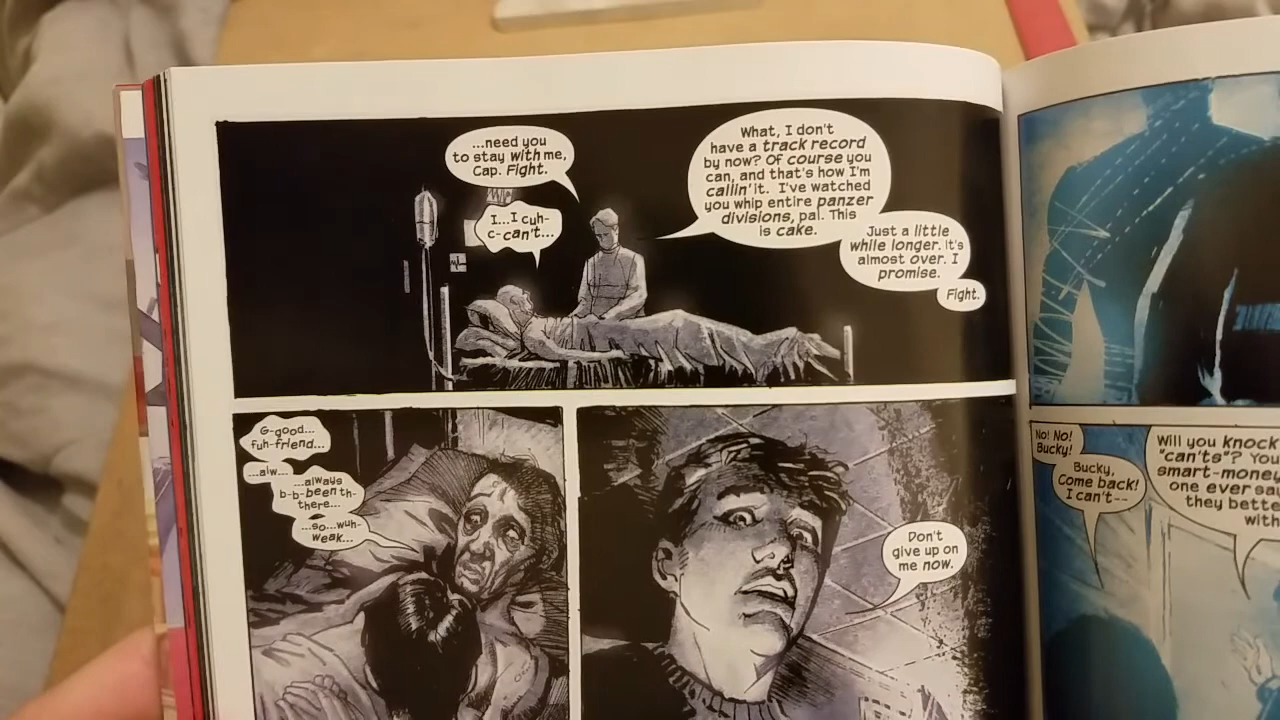 ...need you
to stay with me,
Cap. Fight.
I...I cuh-
c-can't...
What, I don't
have a track record
by now? Of course you
can, and that's how I'm
callin' it. I've watched
you whip entire panzer
divisions, pal. This
is cake.
Just a little
while longer. It's
almost over. I
promise.
Fight.
G-good...
fuh-friend...
...alw...
...always
b-b-been th-
there...
...so...wuh-
weak...
Don't
give up on
me now.
No! No!
Bucky!
Bucky,
Come back!
I can't--
Will you knock
"can'ts"? You
smart-money
one ever sa
they bette
with